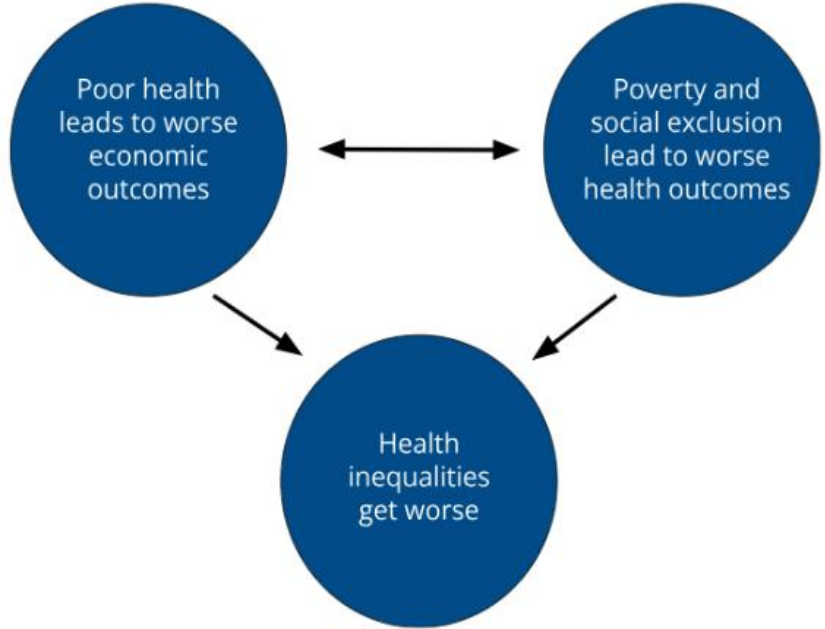 Poor health
leads to worse
economic
outcomes
Poverty and
social exclusion
lead to worse
health outcomes
Health
inequalities
get worse